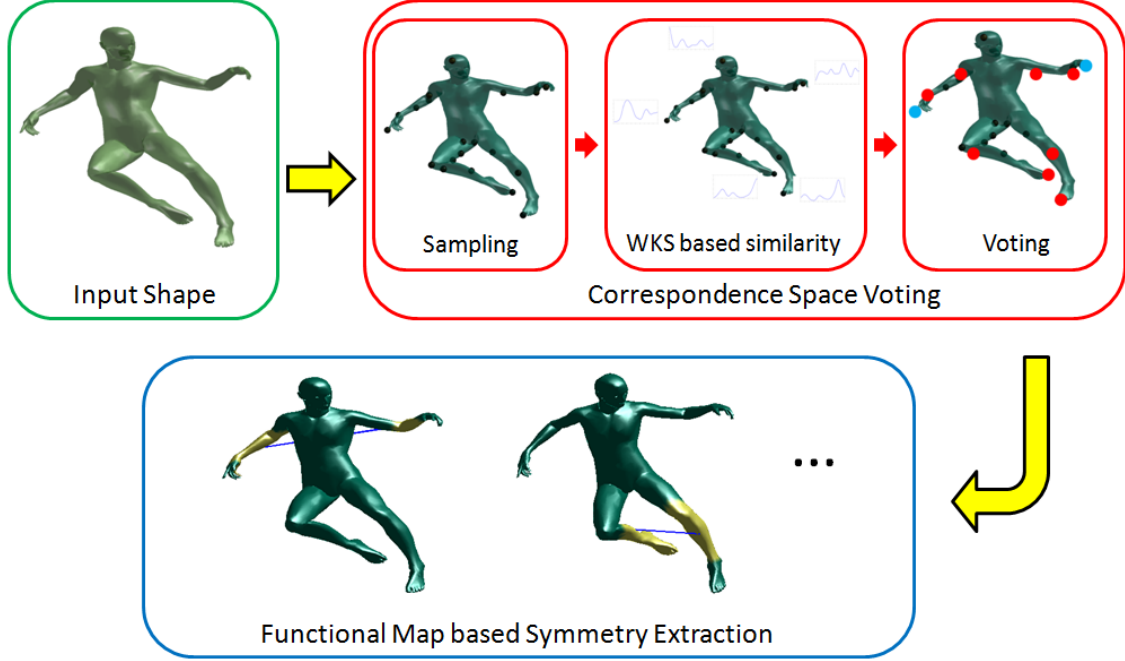 Sampling
WKS based similarity
Voting
Input Shape
Correspondence Space Voting
...
Functional Map based Symmetry Extraction